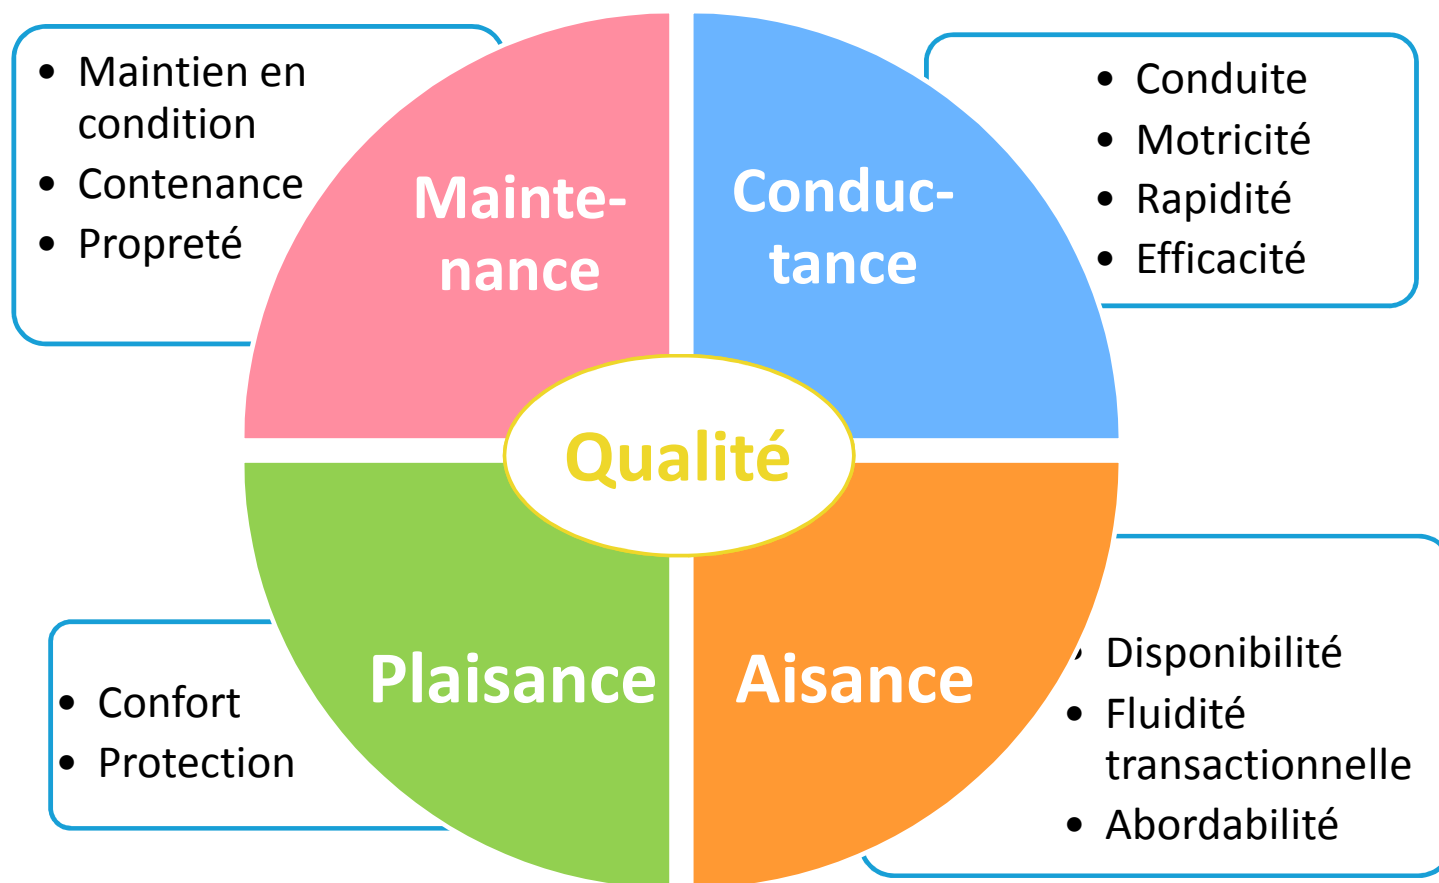 • Maintien en
condition
• Contenance
• Propreté
Mainte-
nance
Conduc-
tance
• Conduite
• Motricité
• Rapidité
• Efficacité
Qualité
• Confort
• Protection
Plaisance
Aisance
• Disponibilité
• Fluidité
transactionnelle
• Abordabilité